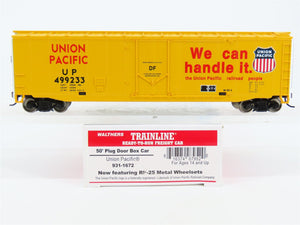 UNION
PACIFIC
UP
499233
DF
We can
handle it.
the Union Pacific railroad people
UNION
PACIFIC
WALTHERS
TRAINLINE
READY-TO-RUN FREIGHT CAR
50' Plug Door Box Car
Union Pacific®
931-1672
For Ages 14 and Up
Now featuring RP-25 Metal Wheelsets